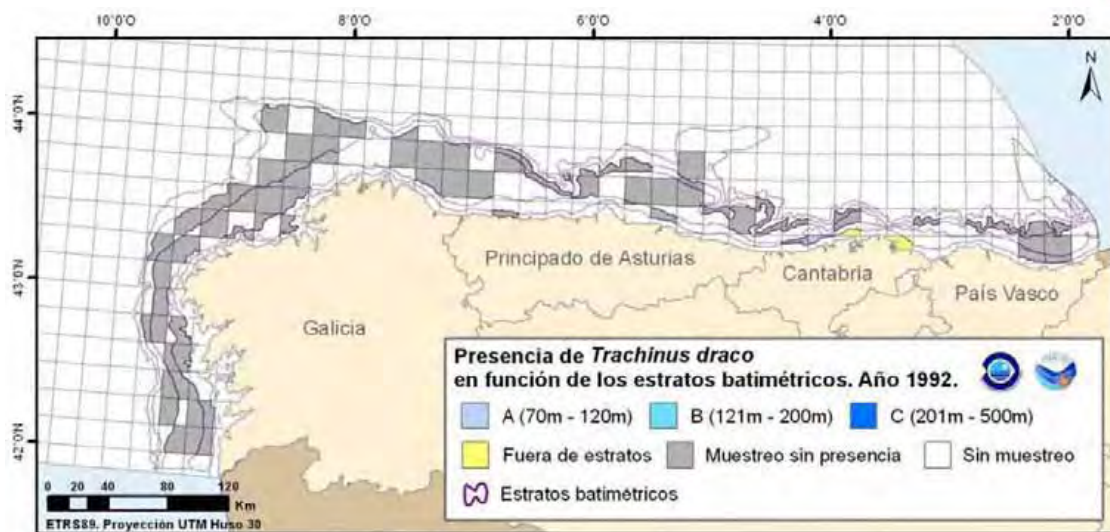 10°0'O 8°0'O 6°0'O 4°0'O 2°0'O
N
44°0'N
43°0'N
42°0'N
Principado de Asturias
Cantabria
País Vasco
Galicia
Presencia de Trachinus draco
en función de los estratos batimétricos. Año 1992.
A (70m - 120m) B (121m - 200m) C (201m - 500m)
Fuera de estratos Muestreo sin presencia Sin muestreo
Estratos batimétricos
0 20 40 80 120
Km
ETRS89. Proyección UTM Huso 30